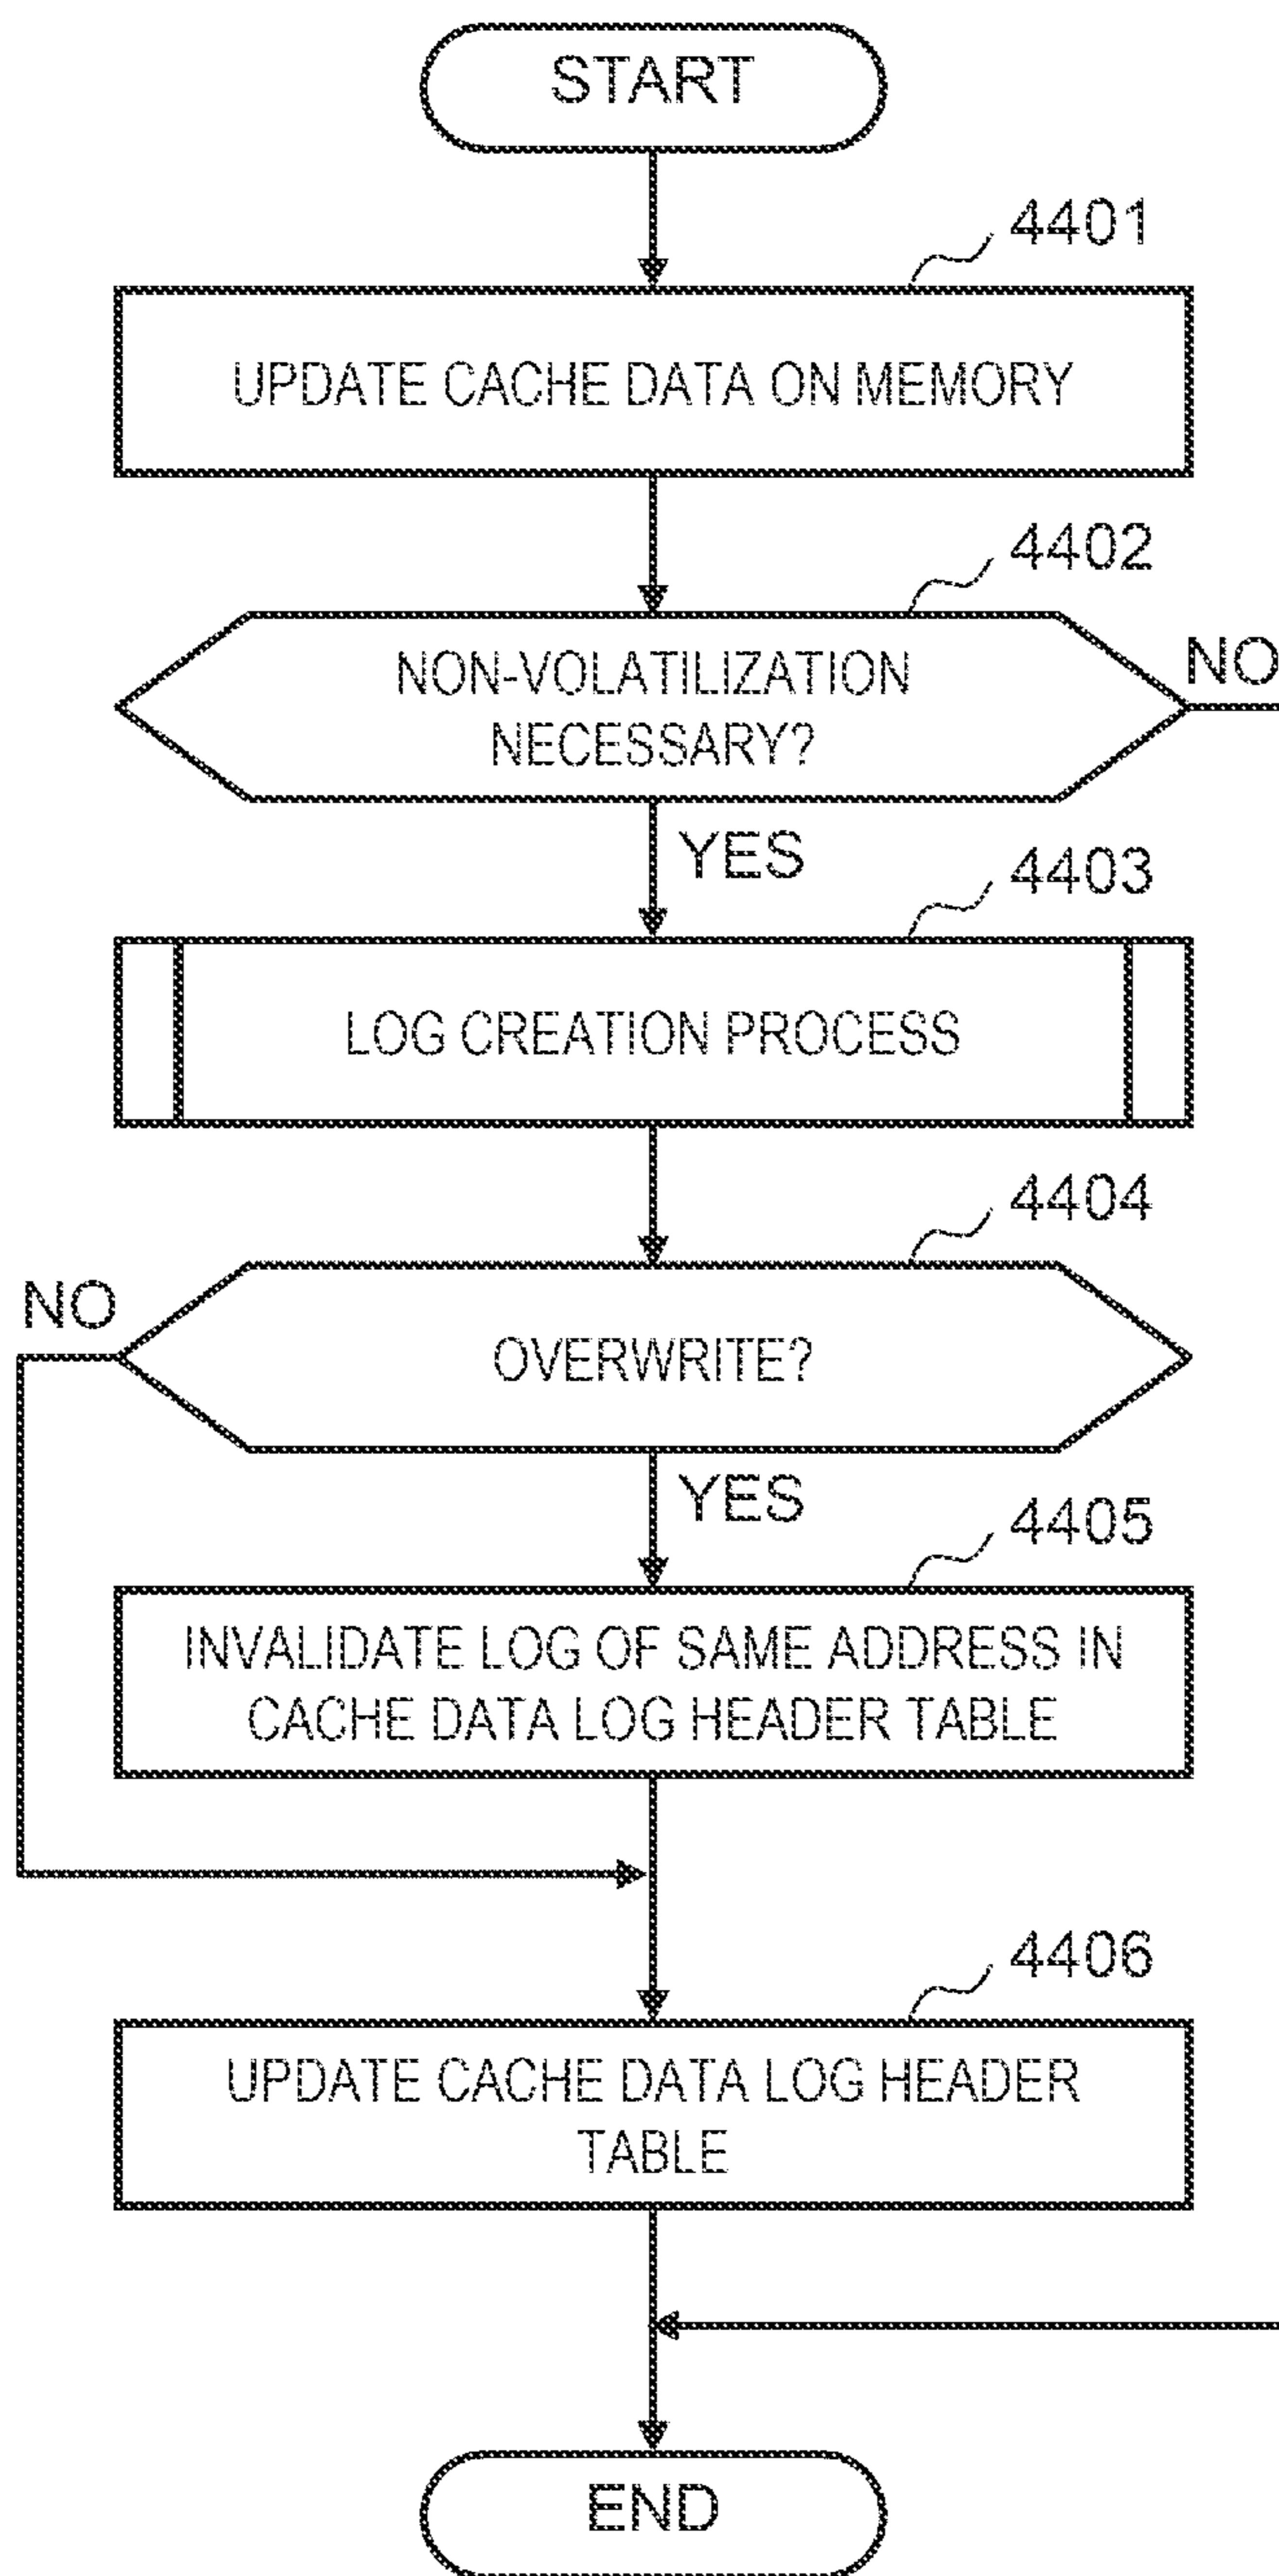 START
4401
UPDATE CACHE DATA ON MEMORY
4402
NON-VOLATILIZATION
NECESSARY?
NO
YES
4403
LOG CREATION PROCESS
4404
NO
OVERWRITE?
YES
4405
INVALIDATE LOG OF SAME ADDRESS IN
CACHE DATA LOG HEADER TABLE
4406
UPDATE CACHE DATA LOG HEADER
TABLE
END